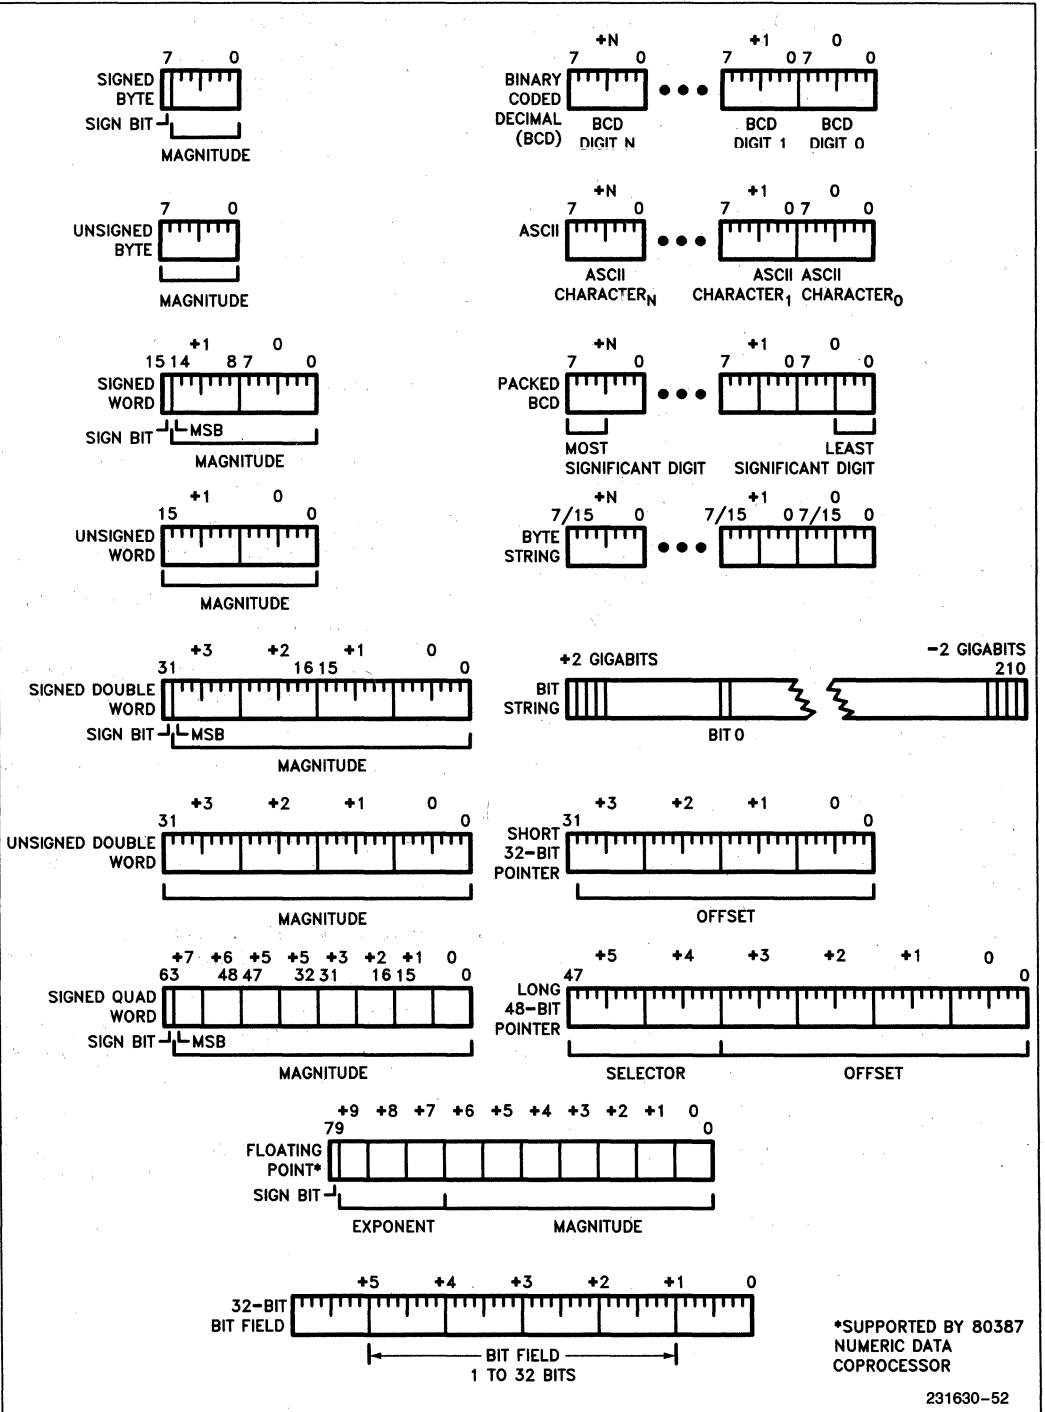 7 0
SIGNED
BYTE
SIGN BIT
MAGNITUDE
+N +1 0
7 0 7 0 7 0
BINARY
CODED
DECIMAL
(BCD)
BCD DIGIT N
BCD DIGIT 1
BCD DIGIT 0
7 0
UNSIGNED
BYTE
MAGNITUDE
+N +1 0
7 0 7 0 7 0
ASCII
ASCII ASCII ASCII
CHARACTERN CHARACTER1 CHARACTER0
+1 0
15 14 8 7 0
SIGNED
WORD
SIGN BIT MSB
MAGNITUDE
+N +1 0
7 0 7 0 7 0
PACKED
BCD
MOST
SIGNIFICANT DIGIT
LEAST
SIGNIFICANT DIGIT
+1 0
15 0
UNSIGNED
WORD
MAGNITUDE
+N +1 0
7/15 0 7/15 0 7/15 0
BYTE
STRING
+3 +2 +1 0
31 16 15 0
SIGNED DOUBLE
WORD
SIGN BIT MSB
MAGNITUDE
+2 GIGABITS -2 GIGABITS
210
BIT
STRING
BIT 0
+3 +2 +1 0
31 0
UNSIGNED DOUBLE
WORD
MAGNITUDE
+3 +2 +1 0
31 0
SHORT
32-BIT
POINTER
OFFSET
+7 +6 +5 +5 +3 +2 +1 0
63 48 47 32 31 16 15 0
SIGNED QUAD
WORD
SIGN BIT MSB
MAGNITUDE
+5 +4 +3 +2 +1 0
47 0
LONG
48-BIT
POINTER
SELECTOR OFFSET
+9 +8 +7 +6 +5 +4 +3 +2 +1 0
79 0
FLOATING
POINT*
SIGN BIT
EXPONENT MAGNITUDE
+5 +4 +3 +2 +1 0
32-BIT
BIT FIELD
BIT FIELD
1 TO 32 BITS
*SUPPORTED BY 80387
NUMERIC DATA
COPROCESSOR
231630-52